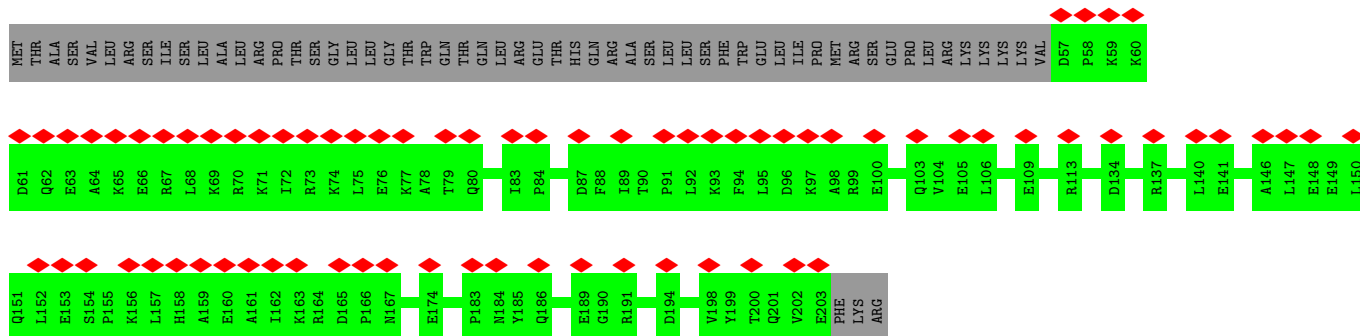 MET THR ALA SER VAL LEU ARG SER ILE SER LEU ALA LEU ARG PRO THR SER GLY LEU LEU GLY THR TRP GLN THR GLN LEU ARG GLU THR HIS GLN ARG ALA SER LEU LEU SER PHE TRP GLU LEU ILE PRO MET ARG SER GLU PRO LEU ARG LYS LYS LYS LYS VAL D57 P58 K59 K60
D61 Q62 E63 A64 K65 E66 R67 L68 K69 R70 K71 I72 R73 K74 L75 E76 K77 A78 T79 Q80 I83 P84 D87 F88 I89 T90 P91 L92 K93 F94 L95 D96 K97 A98 R99 E100 Q103 V104 E105 L106 E109 R113 D134 R137 L140 E141 A146 L147 E148 E149 L150
Q151 L152 E153 S154 P155 K156 L157 H158 A159 E160 A161 I162 K163 R164 D165 P166 N167 E174 P183 N184 Y185 Q186 E189 G190 R191 D194 V198 Y199 T200 Q201 V202 E203 PHE LYS ARG